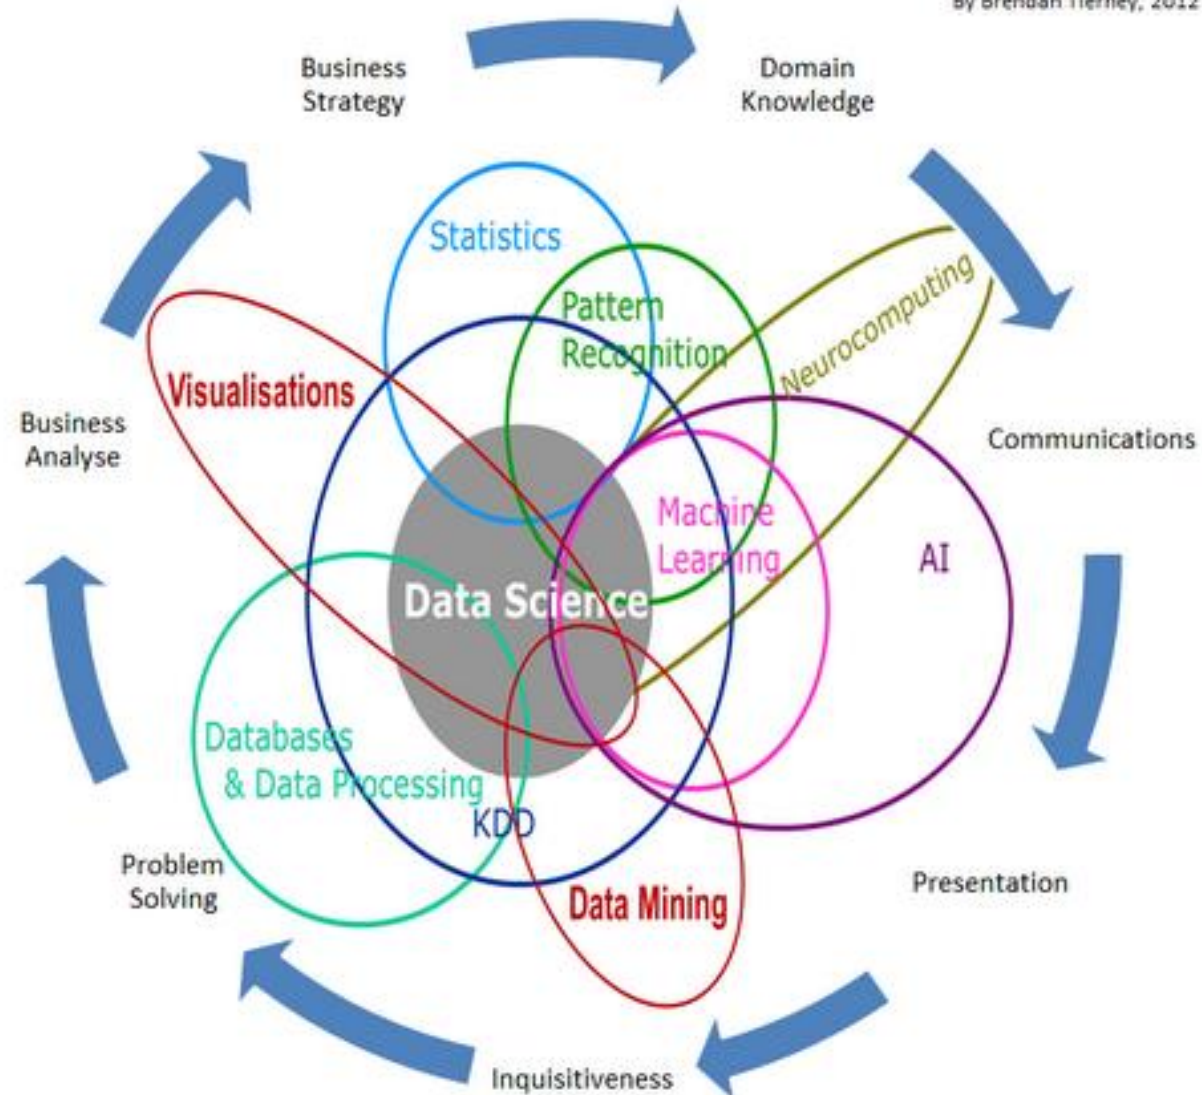 By Brendan Tierney, 2012
Business
Strategy
Domain
Knowledge
Statistics
Pattern
Recognition
Neurocomputing
Visualisations
Business
Analyse
Communications
Machine
Learning
AI
Data Science
Databases
& Data Processing
KDD
Problem
Solving
Data Mining
Presentation
Inquisitiveness